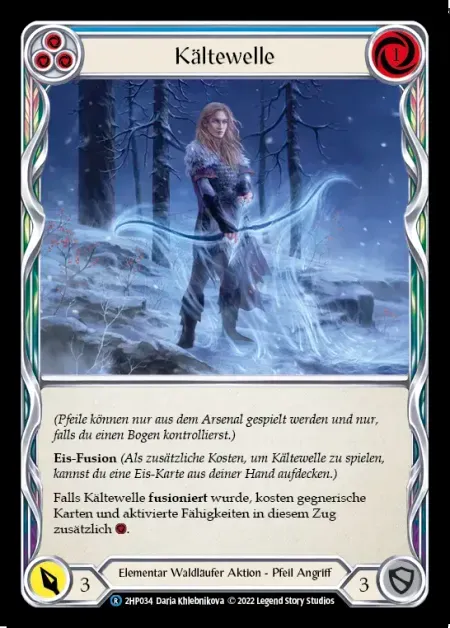 Kältewelle
1
(Pfeile können nur aus dem Arsenal gespielt werden und nur,
falls du einen Bogen kontrollierst.)
Eis-Fusion (Als zusätzliche Kosten, um Kältewelle zu spielen,
kannst du eine Eis-Karte aus deiner Hand aufdecken.)
Falls Kältewelle fusioniert wurde, kosten gegnerische
Karten und aktivierte Fähigkeiten in diesem Zug
zusätzlich .
3
Elementar Waldläufer Aktion - Pfeil Angriff
3
R 2HP034 Daria Khlebnikova © 2022 Legend Story Studios